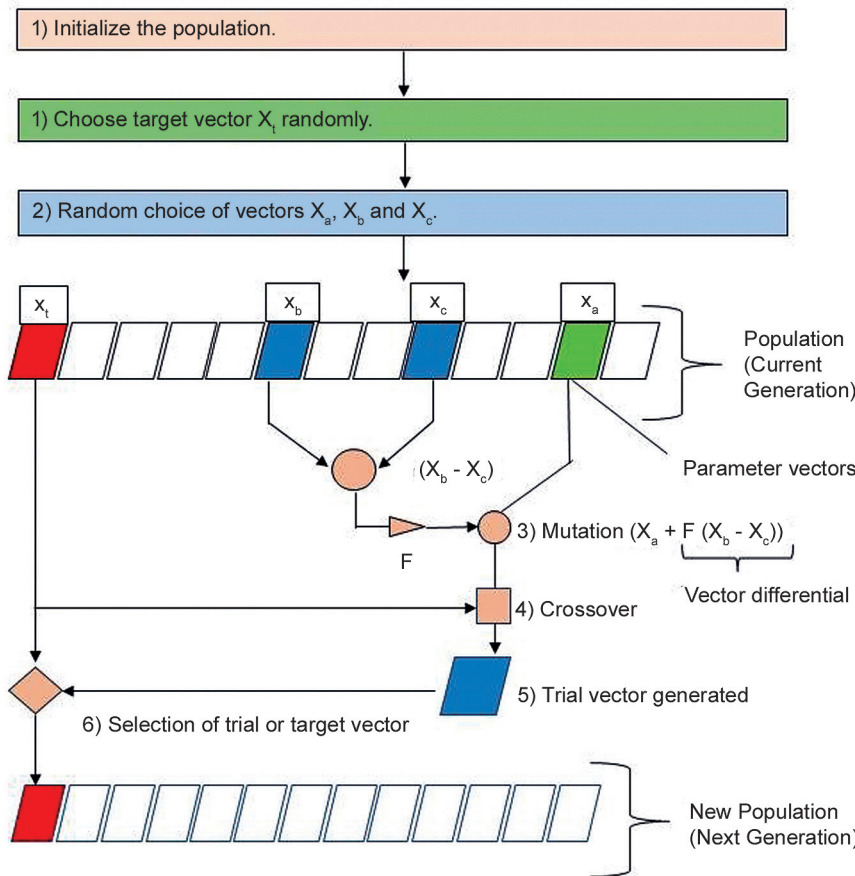 1) Initialize the population.
1) Choose target vector Xt randomly.
2) Random choice of vectors Xa, Xb and Xc.
xt
xb
xc
xa
Population
(Current
Generation)
(Xb - Xc)
Parameter vectors
3) Mutation (Xa + F (Xb - Xc))
F
Vector differential
4) Crossover
5) Trial vector generated
6) Selection of trial or target vector
New Population
(Next Generation)